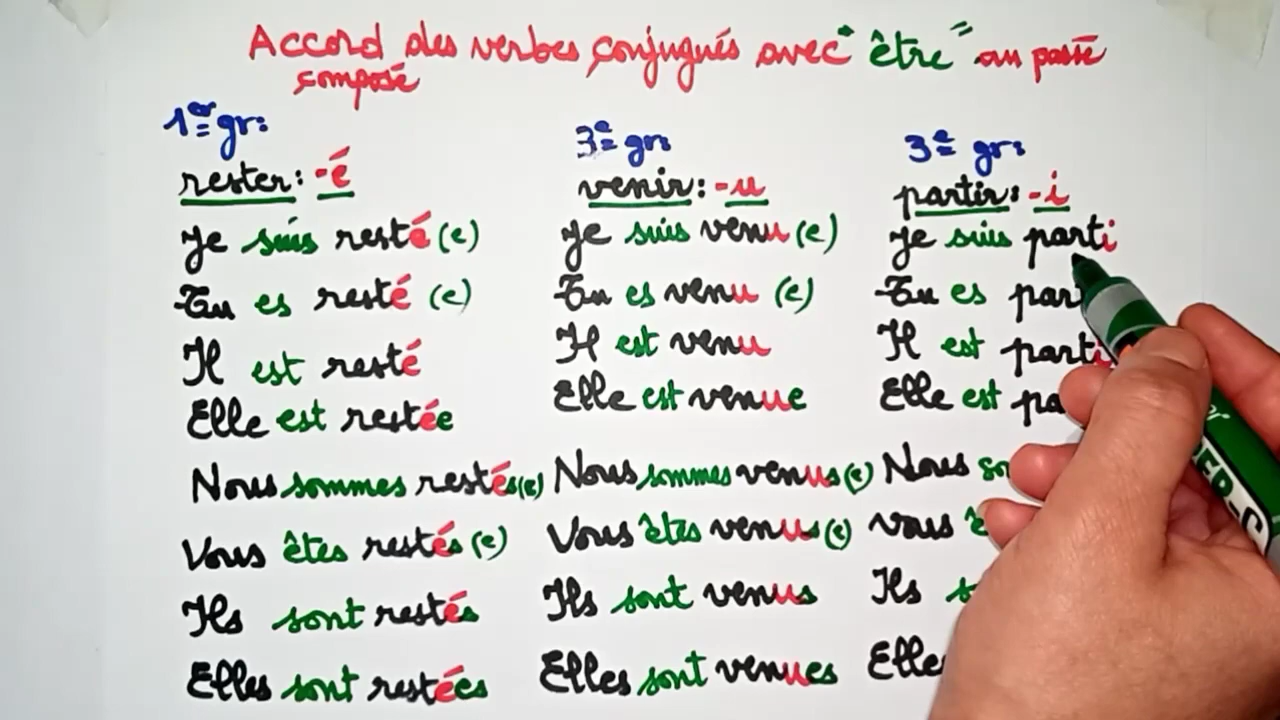 Accord des verbes conjugués avec "être" au passé
composé
1er gr:
rester: -é
Je suis resté (e)
Tu es resté (e)
Il est resté
Elle est restée
Nous sommes restés(e)
Vous êtes restés (e)
Ils sont restés
Elles sont restées
3e gr:
venir: -u
Je suis venu (e)
Tu es venu (e)
Il est venu
Elle est venue
Nous sommes venus(e)
Vous êtes venus(e)
Ils sont venus
Elles sont venues
3e gr:
partir: -i
Je suis parti
Tu es
Il est parti
Elle est
Nous
Vous
Ils